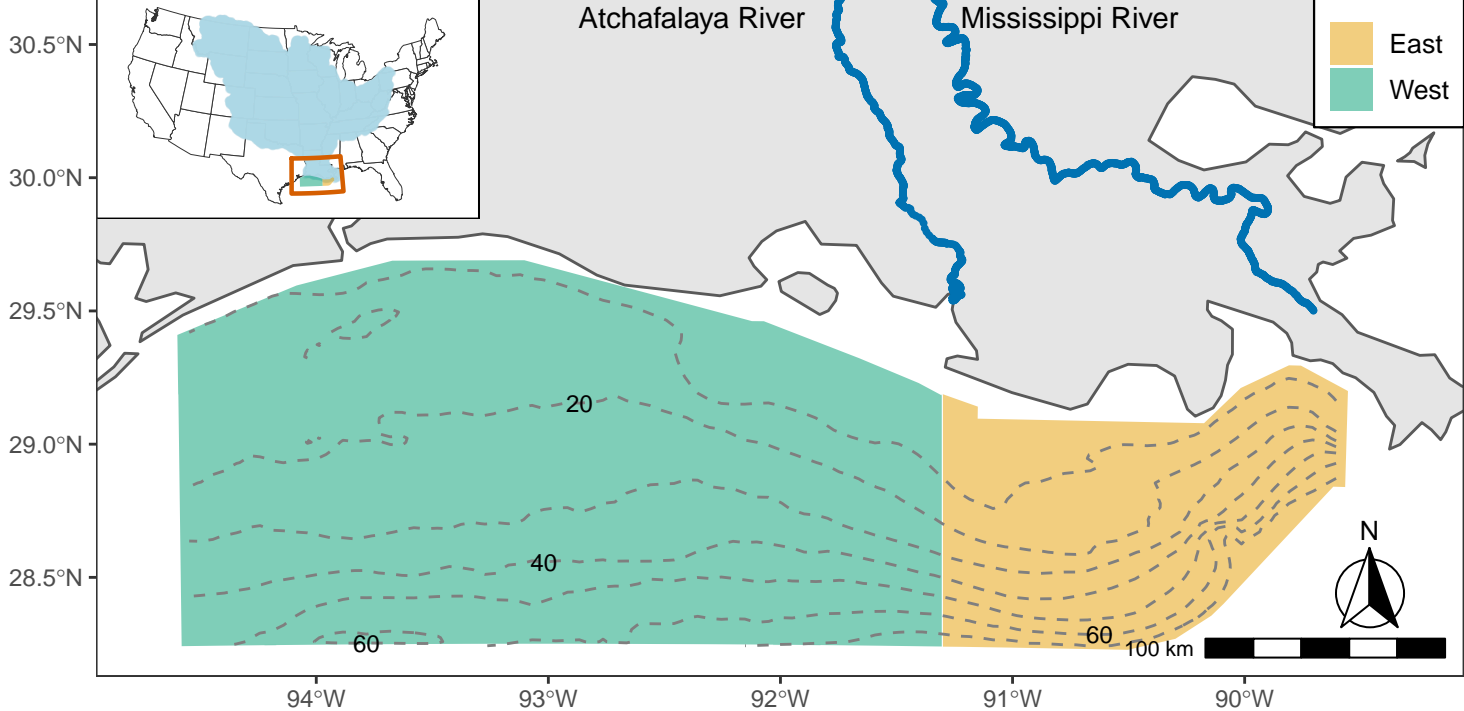 Atchafalaya River
Mississippi River
East
West
30.5°N
30.0°N
29.5°N
29.0°N
28.5°N
20
40
60
60
N
100 km
94°W
93°W
92°W
91°W
90°W